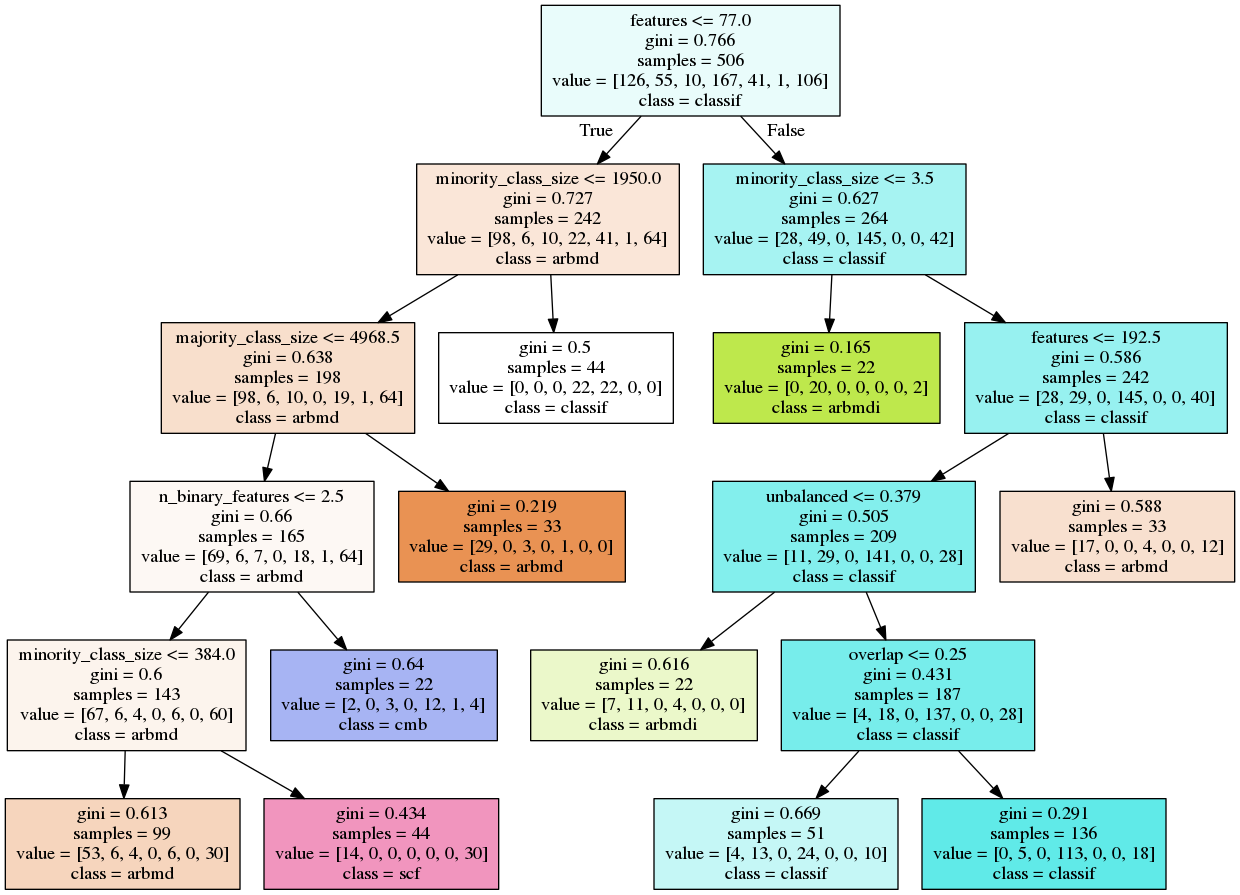 features <= 77.0
gini = 0.766
samples = 506
value = [126, 55, 10, 167, 41, 1, 106]
class = classif
True
False
minority_class_size <= 1950.0
gini = 0.727
samples = 242
value = [98, 6, 10, 22, 41, 1, 64]
class = arbmd
minority_class_size <= 3.5
gini = 0.627
samples = 264
value = [28, 49, 0, 145, 0, 0, 42]
class = classif
majority_class_size <= 4968.5
gini = 0.638
samples = 198
value = [98, 6, 10, 0, 19, 1, 64]
class = arbmd
gini = 0.5
samples = 44
value = [0, 0, 0, 22, 22, 0, 0]
class = classif
gini = 0.165
samples = 22
value = [0, 20, 0, 0, 0, 0, 2]
class = arbmdi
features <= 192.5
gini = 0.586
samples = 242
value = [28, 29, 0, 145, 0, 0, 40]
class = classif
n_binary_features <= 2.5
gini = 0.66
samples = 165
value = [69, 6, 7, 0, 18, 1, 64]
class = arbmd
gini = 0.219
samples = 33
value = [29, 0, 3, 0, 1, 0, 0]
class = arbmd
unbalanced <= 0.379
gini = 0.505
samples = 209
value = [11, 29, 0, 141, 0, 0, 28]
class = classif
gini = 0.588
samples = 33
value = [17, 0, 0, 4, 0, 0, 12]
class = arbmd
minority_class_size <= 384.0
gini = 0.6
samples = 143
value = [67, 6, 4, 0, 6, 0, 60]
class = arbmd
gini = 0.64
samples = 22
value = [2, 0, 3, 0, 12, 1, 4]
class = cmb
gini = 0.616
samples = 22
value = [7, 11, 0, 4, 0, 0, 0]
class = arbmdi
overlap <= 0.25
gini = 0.431
samples = 187
value = [4, 18, 0, 137, 0, 0, 28]
class = classif
gini = 0.613
samples = 99
value = [53, 6, 4, 0, 6, 0, 30]
class = arbmd
gini = 0.434
samples = 44
value = [14, 0, 0, 0, 0, 0, 30]
class = scf
gini = 0.669
samples = 51
value = [4, 13, 0, 24, 0, 0, 10]
class = classif
gini = 0.291
samples = 136
value = [0, 5, 0, 113, 0, 0, 18]
class = classif